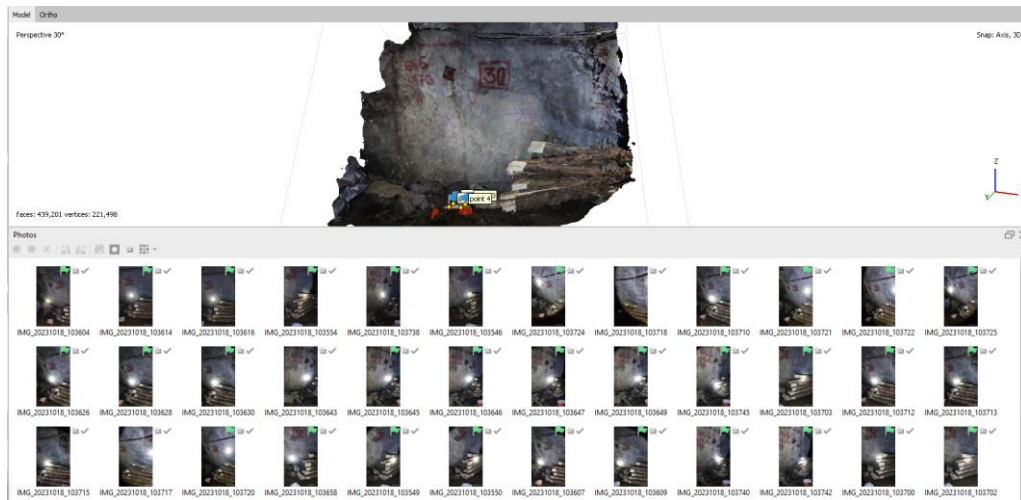 Model Ortho
Perspective 30°
Snap: Axis, 3D
30
point 4
Z
Y
Faces: 439,201 vertices: 221,498
Photos
IMG_20231018_103604 IMG_20231018_103614 IMG_20231018_103616 IMG_20231018_103554 IMG_20231018_103738 IMG_20231018_103546 IMG_20231018_103724 IMG_20231018_103718 IMG_20231018_103710 IMG_20231018_103721 IMG_20231018_103722 IMG_20231018_103725
IMG_20231018_103626 IMG_20231018_103628 IMG_20231018_103630 IMG_20231018_103643 IMG_20231018_103645 IMG_20231018_103646 IMG_20231018_103647 IMG_20231018_103649 IMG_20231018_103745 IMG_20231018_103703 IMG_20231018_103712 IMG_20231018_103713
IMG_20231018_103715 IMG_20231018_103717 IMG_20231018_103720 IMG_20231018_103658 IMG_20231018_103549 IMG_20231018_103550 IMG_20231018_103607 IMG_20231018_103609 IMG_20231018_103740 IMG_20231018_103742 IMG_20231018_103700 IMG_20231018_103702